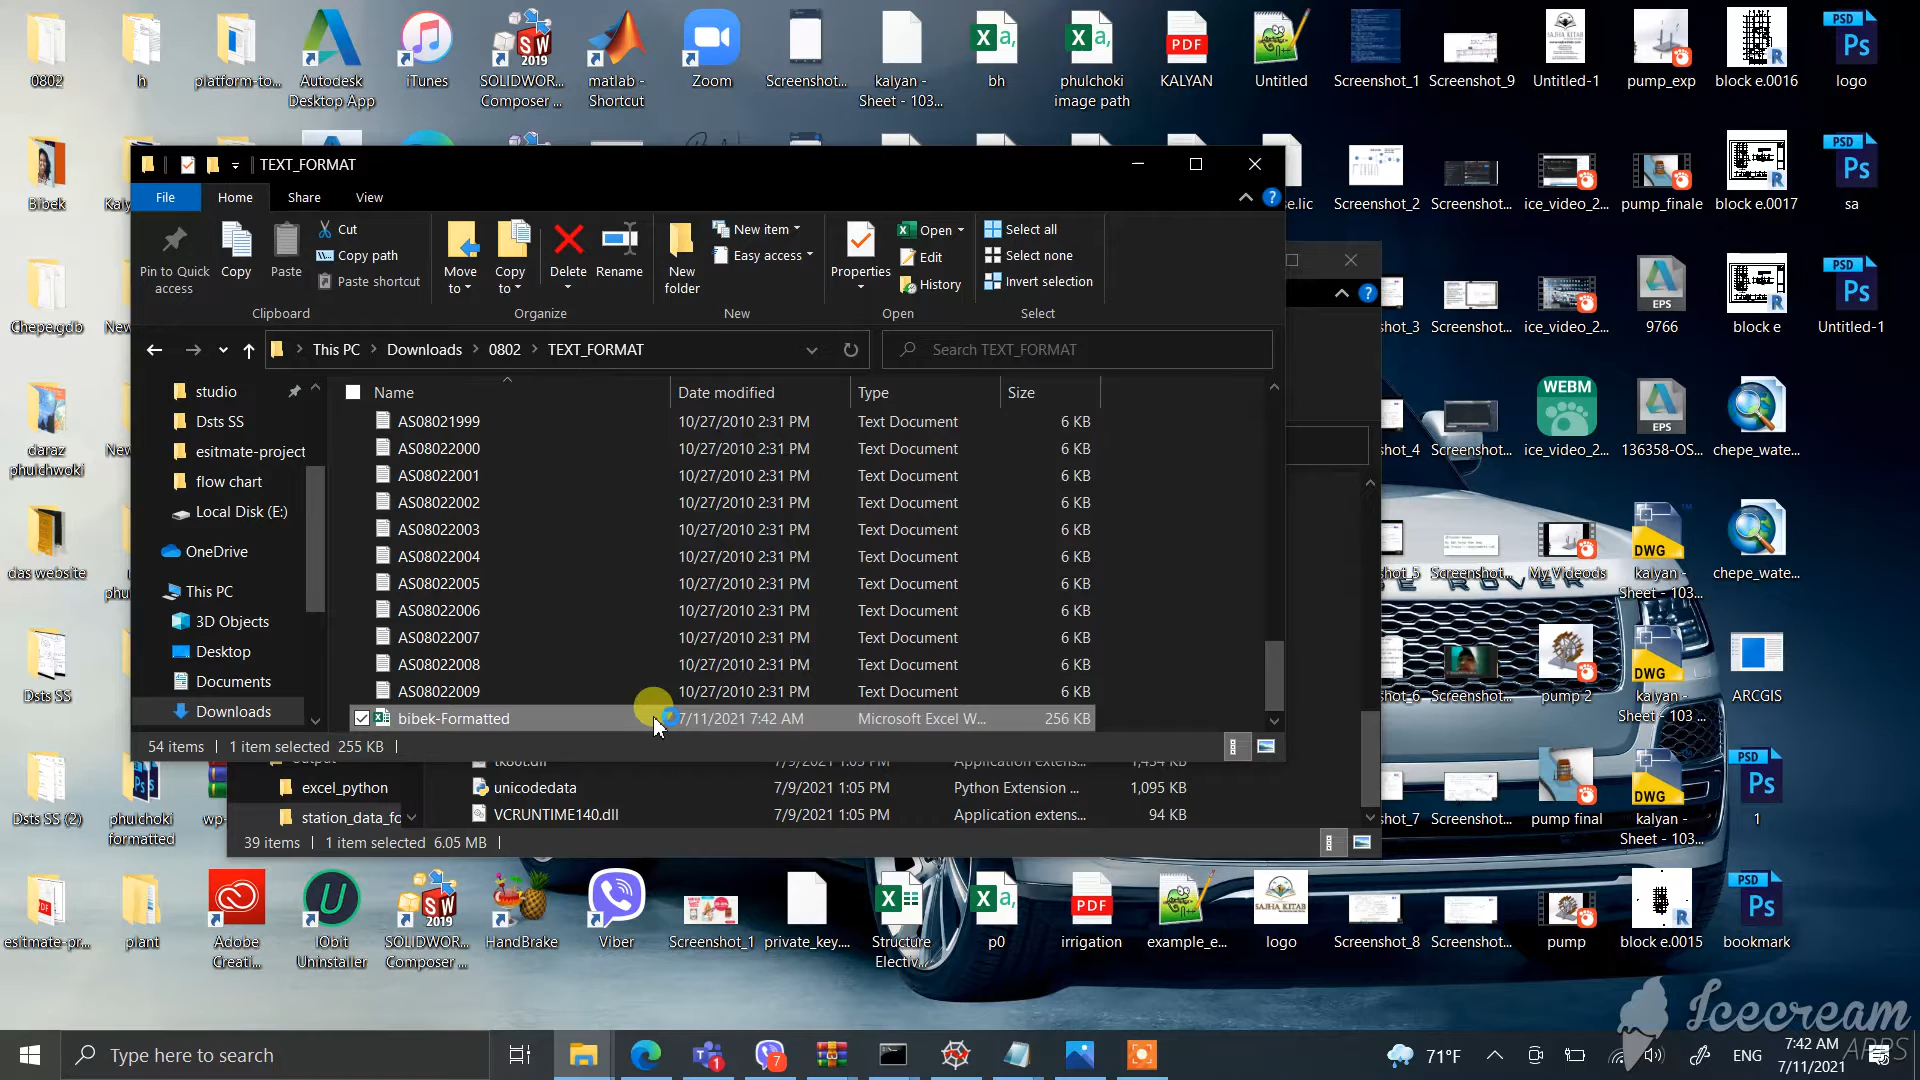 0802
h
platform-to...
Autodesk
Desktop App
iTunes
SOLIDWOR...
Composer ...
matlab -
Shortcut
Zoom
Screenshot...
kalyan -
Sheet - 103...
bh
phulchoki
image path
KALYAN
Untitled
Screenshot_1
Screenshot_9
Untitled-1
pump_exp
block e.0016
logo
TEXT_FORMAT
File
Home
Share
View
Pin to Quick
access
Copy
Paste
Cut
Copy path
Paste shortcut
Clipboard
Move
to
Copy
to
Delete
Rename
Organize
New
folder
New item
Easy access
New
Properties
Open
Edit
History
Open
Select all
Select none
Invert selection
Select
This PC
Downloads
0802
TEXT_FORMAT
Search TEXT_FORMAT
studio
Dsts SS
esitmate-project
flow chart
Local Disk (E:)
OneDrive
This PC
3D Objects
Desktop
Documents
Downloads
Name Date modified Type Size
AS08021999 10/27/2010 2:31 PM Text Document 6 KB
AS08022000 10/27/2010 2:31 PM Text Document 6 KB
AS08022001 10/27/2010 2:31 PM Text Document 6 KB
AS08022002 10/27/2010 2:31 PM Text Document 6 KB
AS08022003 10/27/2010 2:31 PM Text Document 6 KB
AS08022004 10/27/2010 2:31 PM Text Document 6 KB
AS08022005 10/27/2010 2:31 PM Text Document 6 KB
AS08022006 10/27/2010 2:31 PM Text Document 6 KB
AS08022007 10/27/2010 2:31 PM Text Document 6 KB
AS08022008 10/27/2010 2:31 PM Text Document 6 KB
AS08022009 10/27/2010 2:31 PM Text Document 6 KB
bibek-Formatted 7/11/2021 7:42 AM Microsoft Excel W... 256 KB
54 items 1 item selected 255 KB
excel_python
station_data_fo
unicodedata 7/9/2021 1:05 PM Python Extension ... 1,095 KB
VCRUNTIME140.dll 7/9/2021 1:05 PM Application extens... 94 KB
39 items 1 item selected 6.05 MB
Bibek
Chepe.gdb
daraz
phulchwoki
das website
Dsts SS
Dsts SS (2)
phulchoki
formatted
Screenshot_2
Screenshot...
ice_video_2...
pump_finale
block e.0017
sa
Screenshot...
ice_video_2...
9766
block e
Untitled-1
Screenshot...
ice_video_2...
136358-OS...
chepe_wate...
Screenshot...
My Videods
kalyan -
Sheet - 103...
chepe_wate...
Screenshot...
pump 2
kalyan -
Sheet - 103 ...
ARCGIS
Screenshot...
pump final
kalyan -
Sheet - 103...
1
esitmate-pr...
plant
Adobe
Creati...
IObit
Uninstaller
SOLIDWOR...
Composer ...
HandBrake
Viber
Screenshot_1
private_key....
Structure
Electiv...
p0
irrigation
example_e...
logo
Screenshot_8
Screenshot...
pump
block e.0015
bookmark
Icecream
APPS
Type here to search
71°F
ENG
7:42 AM
7/11/2021